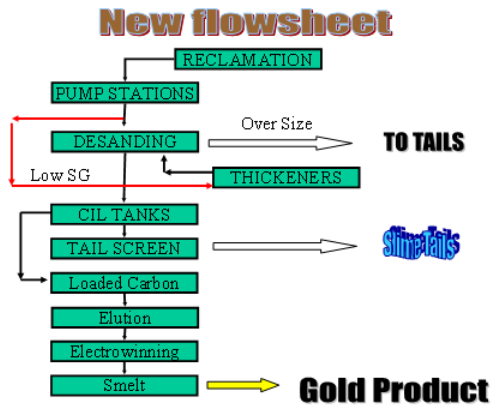 New flowsheet
RECLAMATION
PUMP STATIONS
DESANDING
Over Size
TO TAILS
Low SG
THICKENERS
CIL TANKS
TAIL SCREEN
Slime Tails
Loaded Carbon
Elution
Electrowinning
Smelt
Gold Product